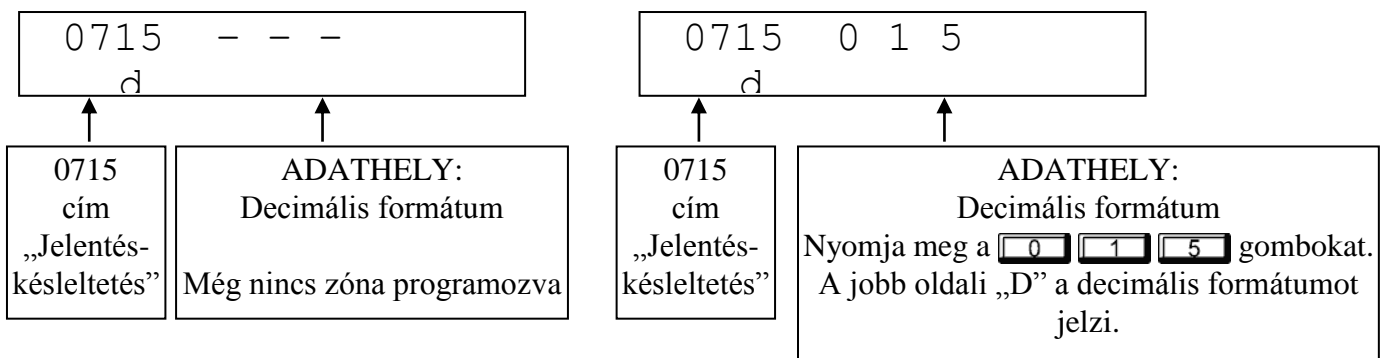 0715 – – –
d
0715
cím
„Jelentés-
késleltetés”
ADATHELY:
Decimális formátum
Még nincs zóna programozva
0715 0 1 5
d
0715
cím
„Jelentés-
késleltetés”
ADATHELY:
Decimális formátum
Nyomja meg a 0 1 5 gombokat.
A jobb oldali „D” a decimális formátumot
jelzi.